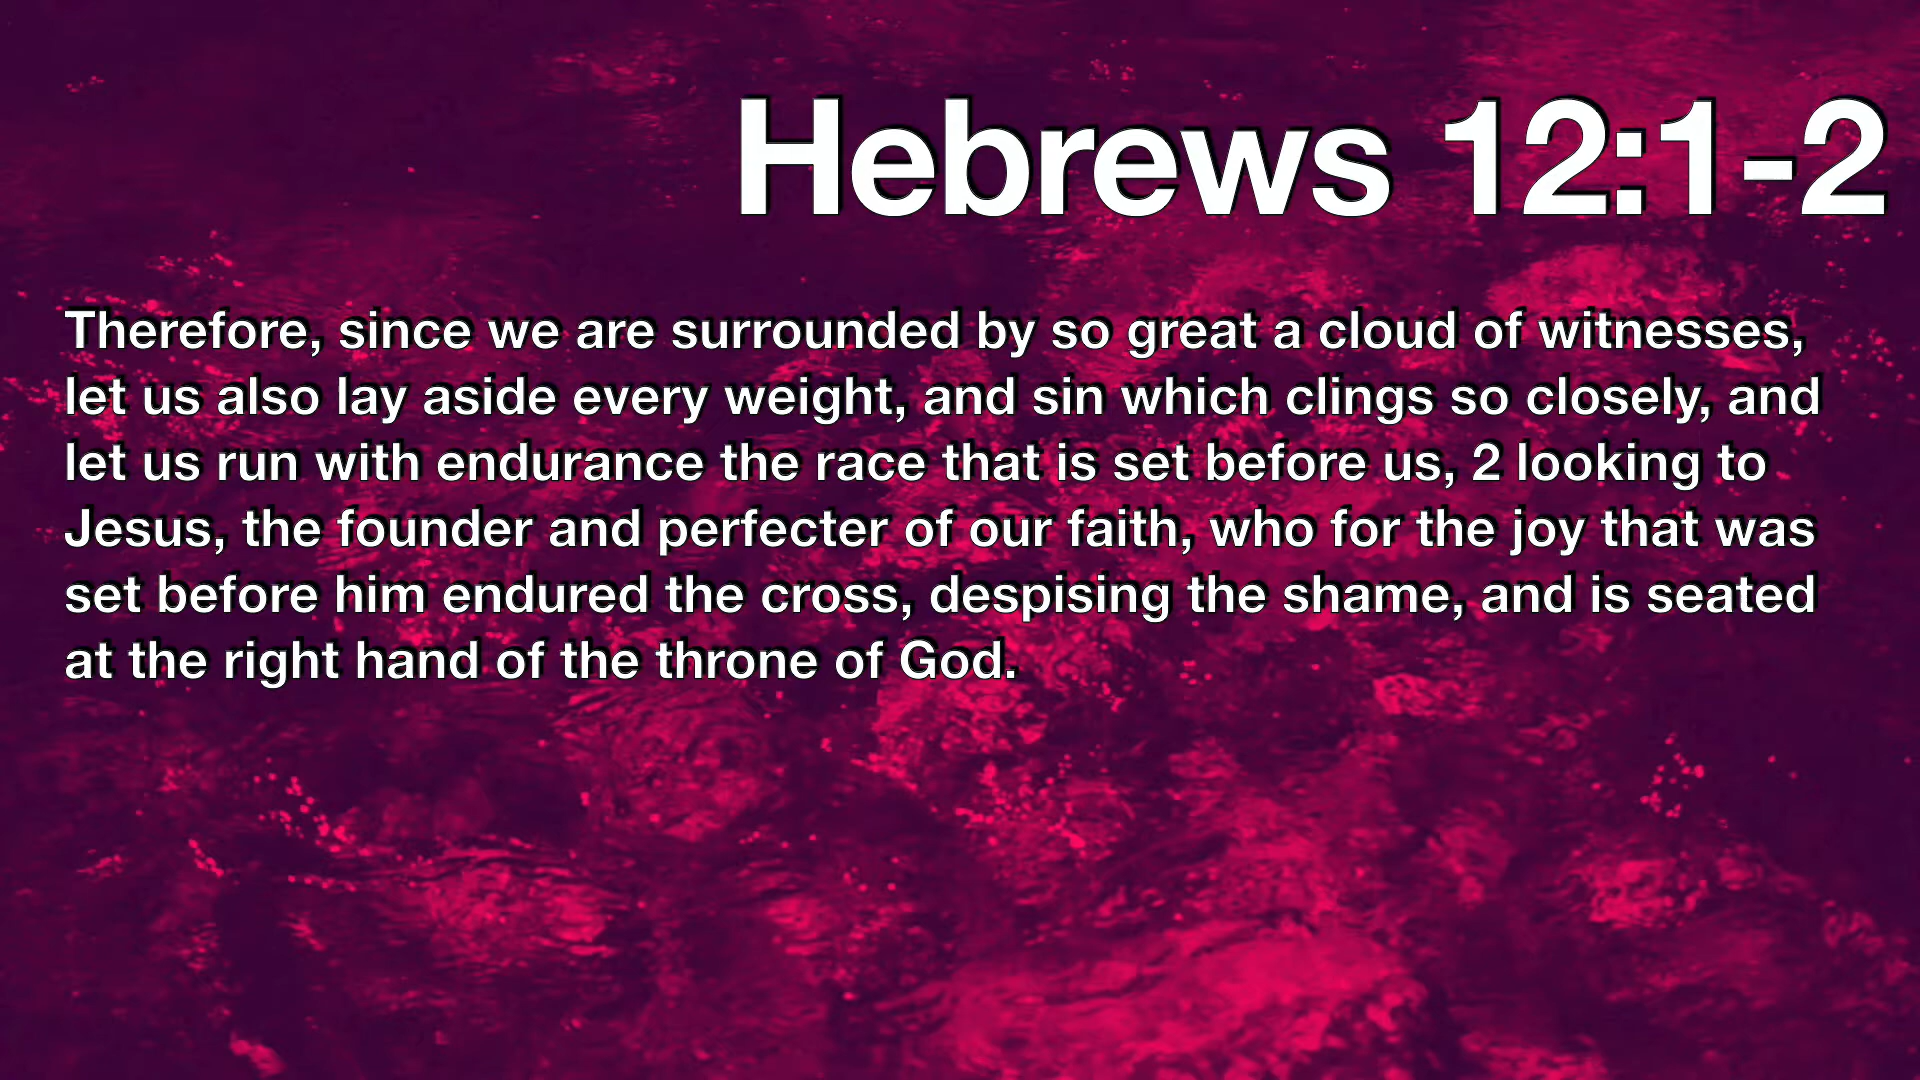 Hebrews 12:1-2
Therefore, since we are surrounded by so great a cloud of witnesses,
let us also lay aside every weight, and sin which clings so closely, and
let us run with endurance the race that is set before us, 2 looking to
Jesus, the founder and perfecter of our faith, who for the joy that was
set before him endured the cross, despising the shame, and is seated
at the right hand of the throne of God.